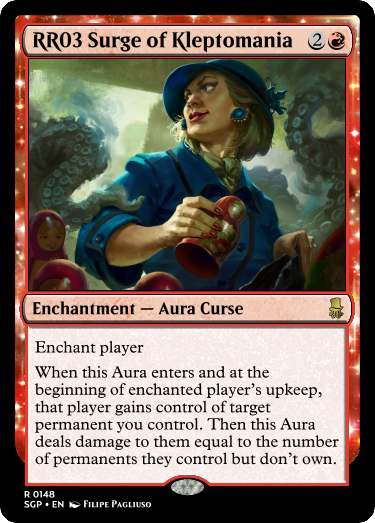 RR03 Surge of Kleptomania 2
Enchantment — Aura Curse
Enchant player
When this Aura enters and at the
beginning of enchanted player's upkeep,
that player gains control of target
permanent you control. Then this Aura
deals damage to them equal to the number
of permanents they control but don't own.
R 0148
SGP • EN Filipe Pagliuso